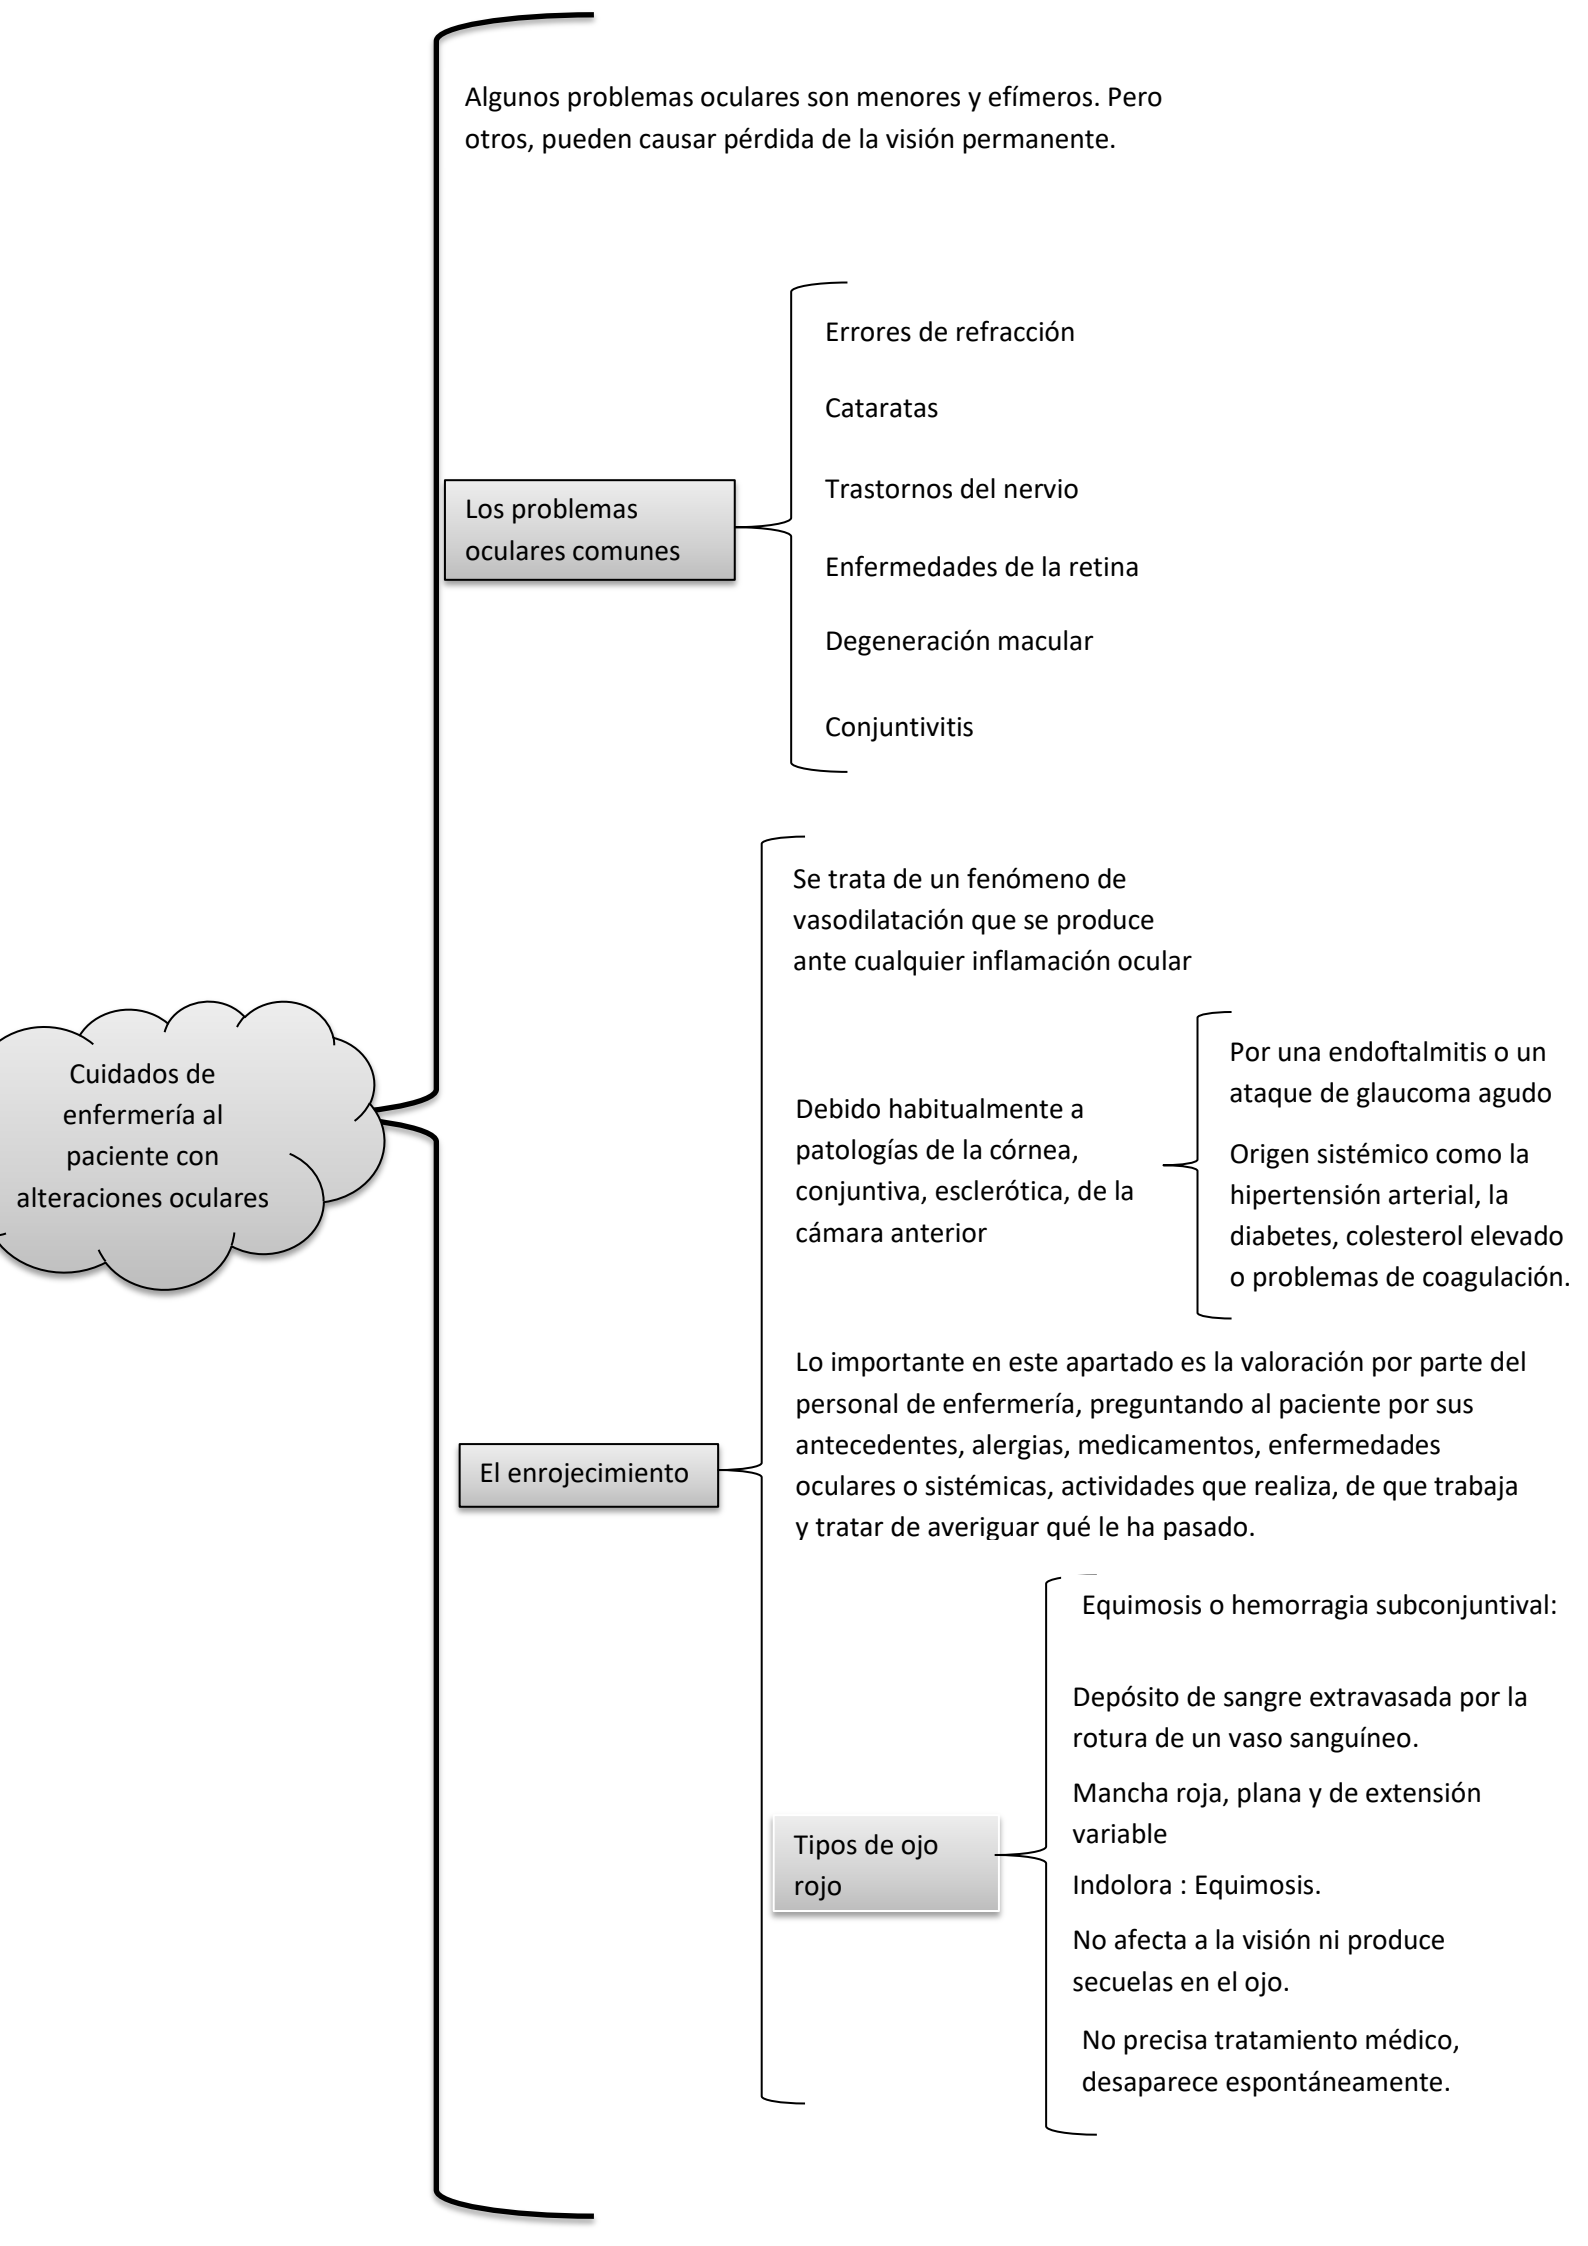 Algunos problemas oculares son menores y efímeros. Pero
otros, pueden causar pérdida de la visión permanente.
Errores de refracción
Cataratas
Trastornos del nervio
Los problemas
oculares comunes
Enfermedades de la retina
Degeneración macular
Conjuntivitis
Se trata de un fenómeno de
vasodilatación que se produce
ante cualquier inflamación ocular
Cuidados de
enfermería al
paciente con
alteraciones oculares
Por una endoftalmitis o un
ataque de glaucoma agudo
Debido habitualmente a
patologías de la córnea,
conjuntiva, esclerótica, de la
cámara anterior
Origen sistémico como la
hipertensión arterial, la
diabetes, colesterol elevado
o problemas de coagulación.
Lo importante en este apartado es la valoración por parte del
personal de enfermería, preguntando al paciente por sus
antecedentes, alergias, medicamentos, enfermedades
oculares o sistémicas, actividades que realiza, de que trabaja
y tratar de averiguar qué le ha pasado.
El enrojecimiento
Equimosis o hemorragia subconjuntival:
Depósito de sangre extravasada por la
rotura de un vaso sanguíneo.
Mancha roja, plana y de extensión
variable
Tipos de ojo
rojo
Indolora : Equimosis.
No afecta a la visión ni produce
secuelas en el ojo.
No precisa tratamiento médico,
desaparece espontáneamente.